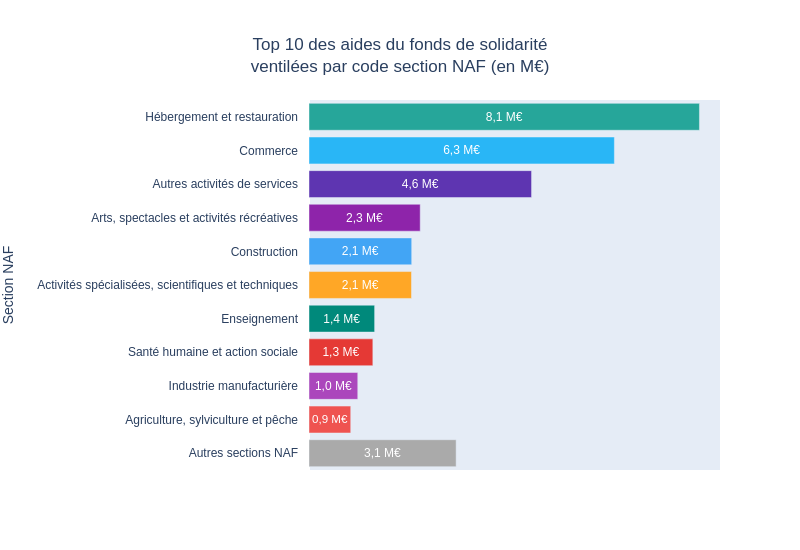 Top 10 des aides du fonds de solidarité
ventilées par code section NAF (en M€)
Section NAF
Hébergement et restauration 8,1 M€
Commerce 6,3 M€
Autres activités de services 4,6 M€
Arts, spectacles et activités récréatives 2,3 M€
Construction 2,1 M€
Activités spécialisées, scientifiques et techniques 2,1 M€
Enseignement 1,4 M€
Santé humaine et action sociale 1,3 M€
Industrie manufacturière 1,0 M€
Agriculture, sylviculture et pêche 0,9 M€
Autres sections NAF 3,1 M€